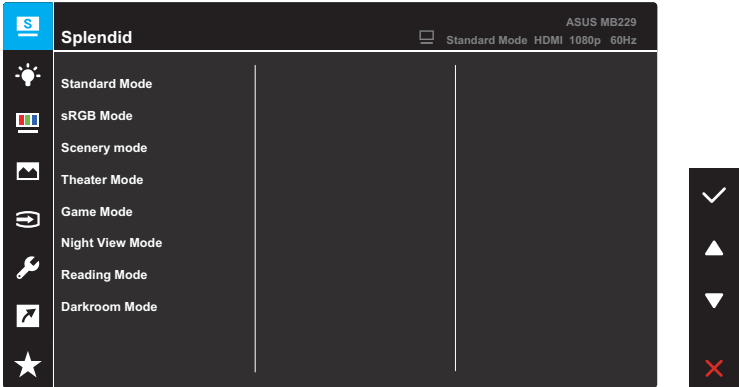 S
ASUS MB229
Splendid
Standard Mode HDMI 1080p 60Hz
Standard Mode
sRGB Mode
Scenery mode
Theater Mode
Game Mode
Night View Mode
Reading Mode
Darkroom Mode